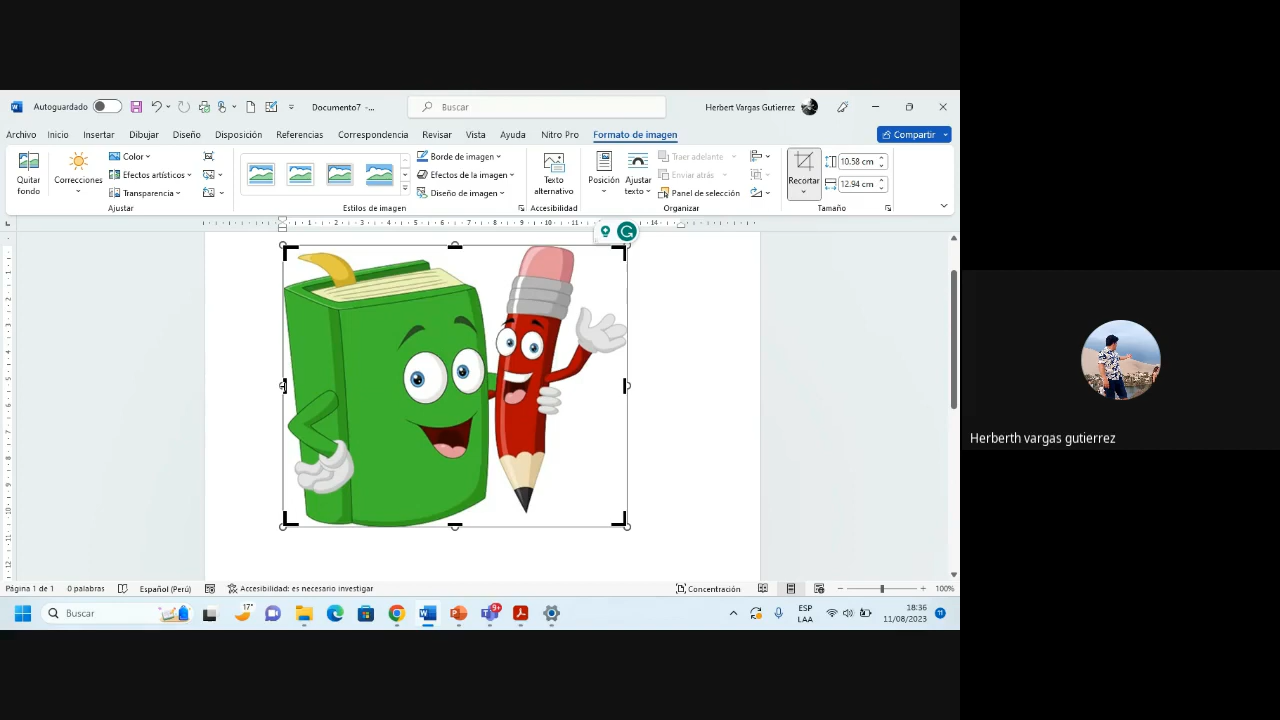 Autoguardado
Documento7 -...
Buscar
Herbert Vargas Gutierrez
Archivo Inicio Insertar Dibujar Diseño Disposición Referencias Correspondencia Revisar Vista Ayuda Nitro Pro Formato de imagen Compartir
Quitar fondo
Correcciones
Color
Efectos artísticos
Transparencia
Ajustar
Estilos de imagen
Borde de imagen
Efectos de la imagen
Diseño de imagen
Texto alternativo
Accesibilidad
Posición
Ajustar texto
Traer adelante
Enviar atrás
Panel de selección
Organizar
Recortar
10.58 cm
12.94 cm
Tamaño
Herberth vargas gutierrez
Página 1 de 1 0 palabras Español (Perú) Accesibilidad: es necesario investigar Concentración 100%
Buscar
17°
9+
ESP
LAA
18:36
11/08/2023
11